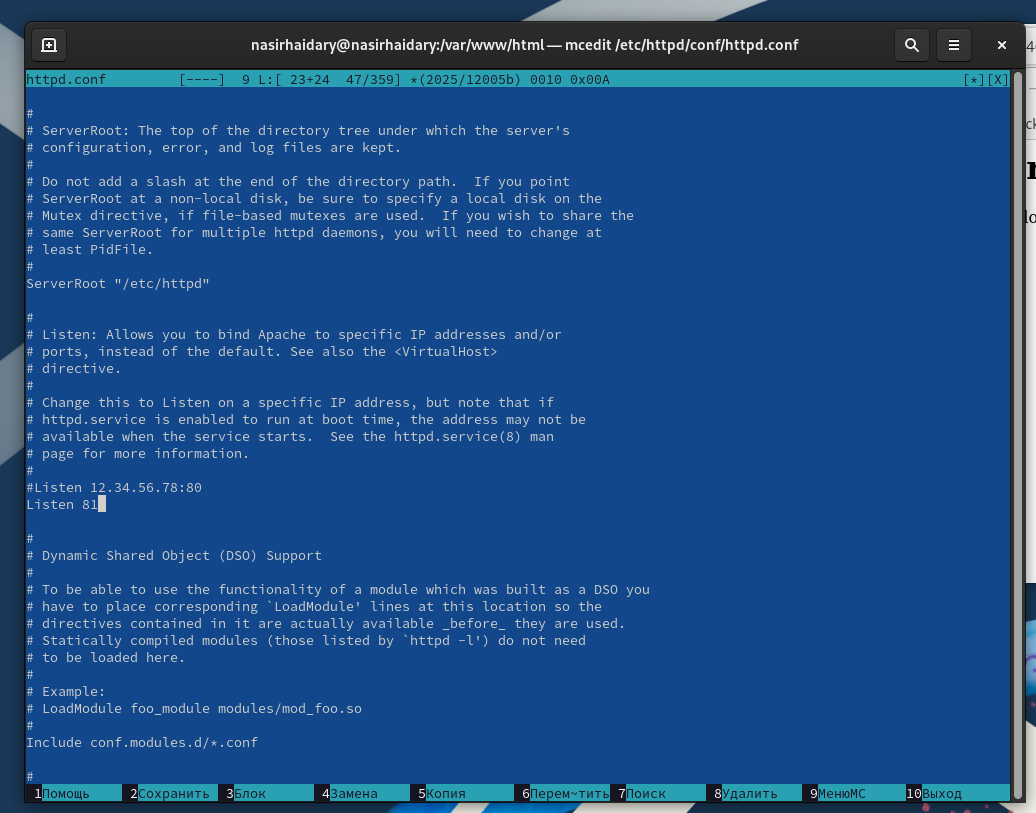 nasirhaidary@nasirhaidary:/var/www/html — mcedit /etc/httpd/conf/httpd.conf
httpd.conf [----] 9 L:[ 23+24 47/359] *(2025/12005b) 0010 0x00A [*][X]
#
# ServerRoot: The top of the directory tree under which the server's
# configuration, error, and log files are kept.
#
# Do not add a slash at the end of the directory path. If you point
# ServerRoot at a non-local disk, be sure to specify a local disk on the
# Mutex directive, if file-based mutexes are used. If you wish to share the
# same ServerRoot for multiple httpd daemons, you will need to change at
# least PidFile.
#
ServerRoot "/etc/httpd"
#
# Listen: Allows you to bind Apache to specific IP addresses and/or
# ports, instead of the default. See also the <VirtualHost>
# directive.
#
# Change this to Listen on a specific IP address, but note that if
# httpd.service is enabled to run at boot time, the address may not be
# available when the service starts. See the httpd.service(8) man
# page for more information.
#
#Listen 12.34.56.78:80
Listen 81
#
# Dynamic Shared Object (DSO) Support
#
# To be able to use the functionality of a module which was built as a DSO you
# have to place corresponding `LoadModule' lines at this location so the
# directives contained in it are actually available _before_ they are used.
# Statically compiled modules (those listed by `httpd -l') do not need
# to be loaded here.
#
# Example:
# LoadModule foo_module modules/mod_foo.so
#
Include conf.modules.d/*.conf
#
1Помощь 2Сохранить 3Блок 4Замена 5Копия 6Перем~тить 7Поиск 8Удалить 9МенюMC 10Выход